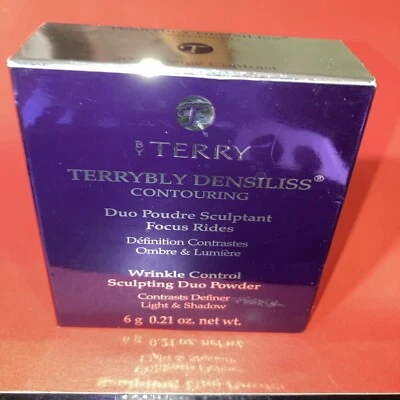 BY TERRY
TERRYBLY DENSILISS®
CONTOURING
Duo Poudre Sculptant
Focus Rides
Définition Contrastes
Ombre & Lumière
Wrinkle Control
Sculpting Duo Powder
Contrasts Definer
Light & Shadow
6 g 0.21 oz. net wt.